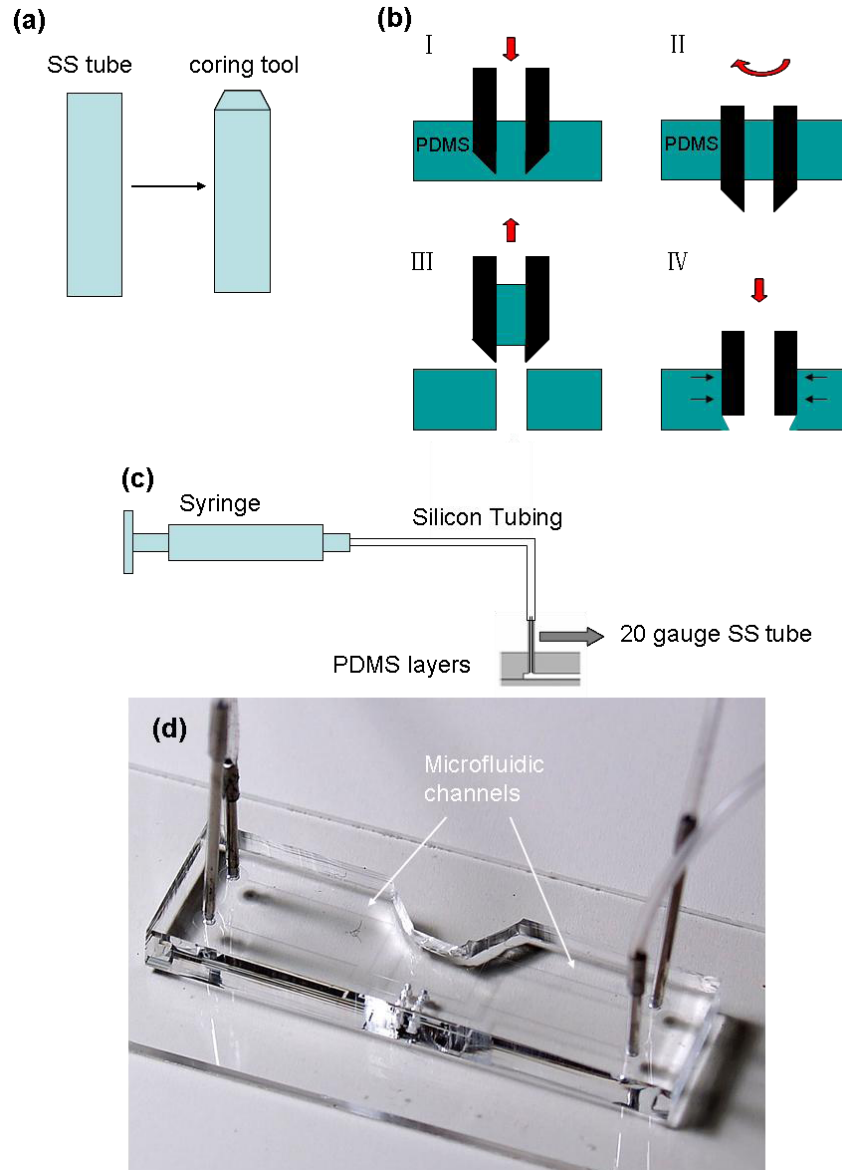 (a)
SS tube
coring tool
(b)
Ⅰ
PDMS
Ⅱ
PDMS
Ⅲ
Ⅳ
(c)
Syringe
Silicon Tubing
20 gauge SS tube
PDMS layers
(d)
Microfluidic
channels